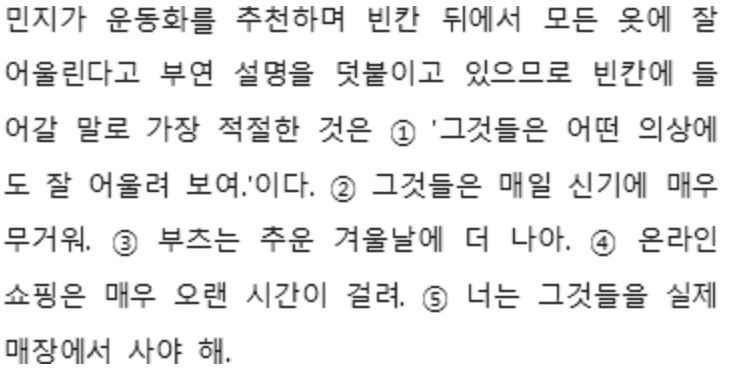 민지가 운동화를 추천하며 빈칸 뒤에서 모든 옷에 잘
어울린다고 부연 설명을 덧붙이고 있으므로 빈칸에 들
어갈 말로 가장 적절한 것은 ① '그것들은 어떤 의상에
도 잘 어울려 보여.'이다. ② 그것들은 매일 신기에 매우
무거워. ③ 부츠는 추운 겨울날에 더 나아. ④ 온라인
쇼핑은 매우 오랜 시간이 걸려. ⑤ 너는 그것들을 실제
매장에서 사야 해.